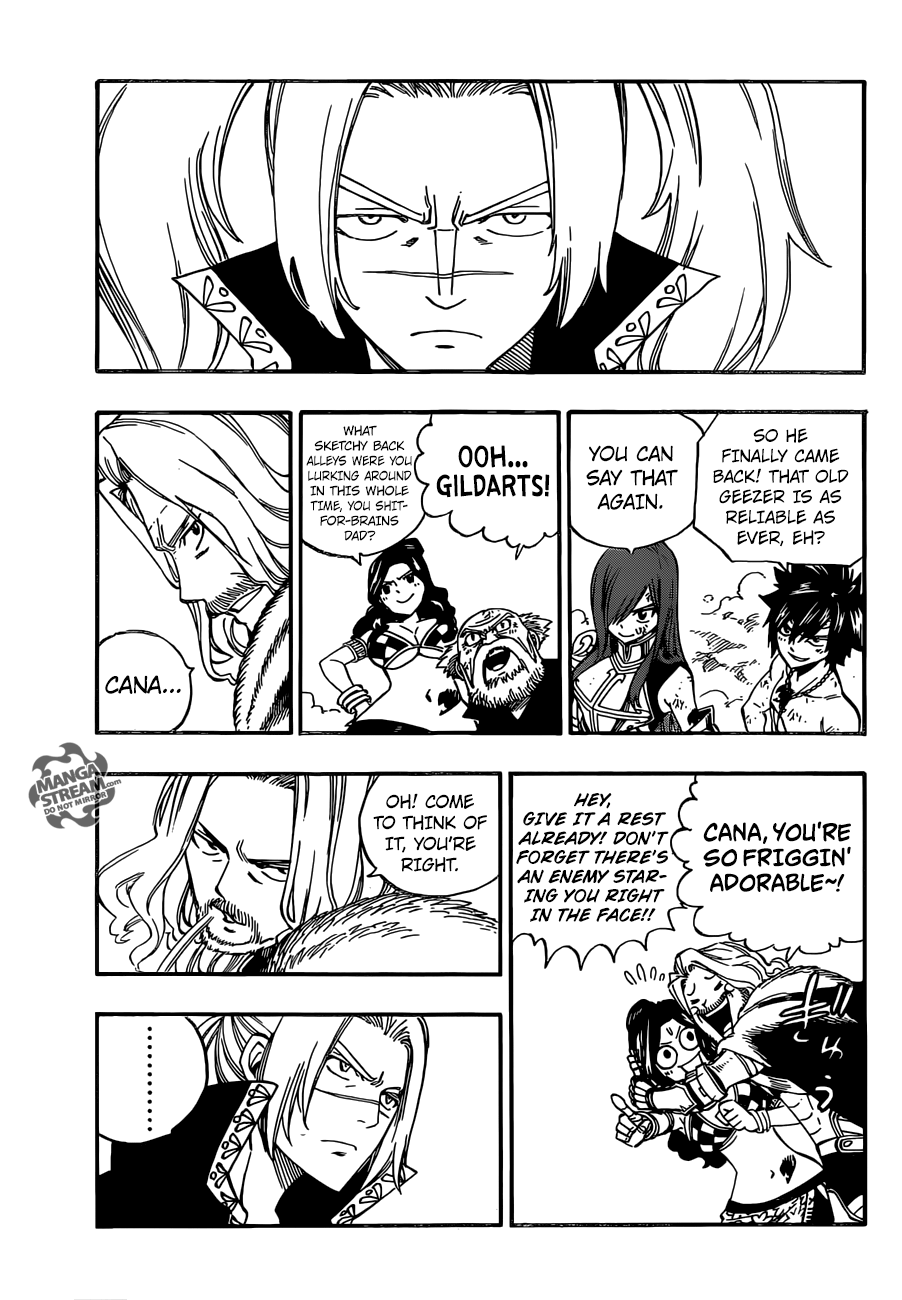 SO HE
FINALLY CAME
BACK! THAT OLD
GEEZER IS AS
RELIABLE AS
EVER, EH?
YOU CAN
SAY THAT
AGAIN.
OOH...
GILDARTS!
WHAT
SKETCHY BACK
ALLEYS WERE YOU
LURKING AROUND
IN THIS WHOLE
TIME, YOU SHIT-
FOR-BRAINS
DAD?
CANA...
CANA, YOU'RE
SO FRIGGIN'
ADORABLE~!
HEY,
GIVE IT A REST
ALREADY! DON'T
FORGET THERE'S
AN ENEMY STAR-
ING YOU RIGHT
IN THE FACE!!
OH! COME
TO THINK OF
IT, YOU'RE
RIGHT.
.........
MANGA
STREAM.com
DO NOT MIRROR